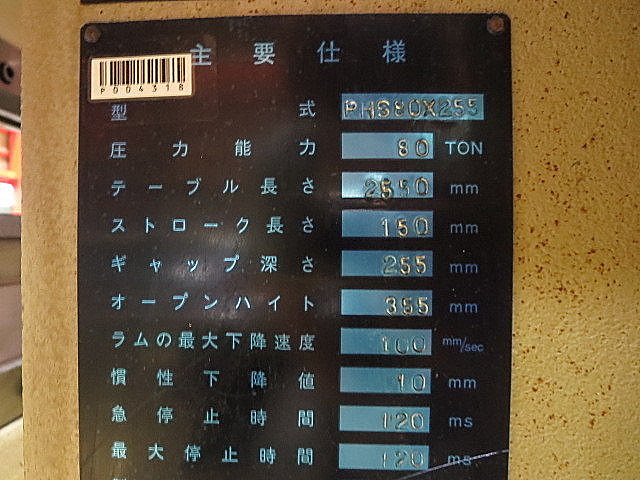 主要仕様
P004318
型式 PHS80X255
圧力能力 80 TON
テーブル長さ 2550 mm
ストローク長さ 150 mm
ギャップ深さ 255 mm
オープンハイト 355 mm
ラムの最大下降速度 100 mm/sec
慣性下降値 10 mm
急停止時間 120 ms
最大停止時間 120 ms